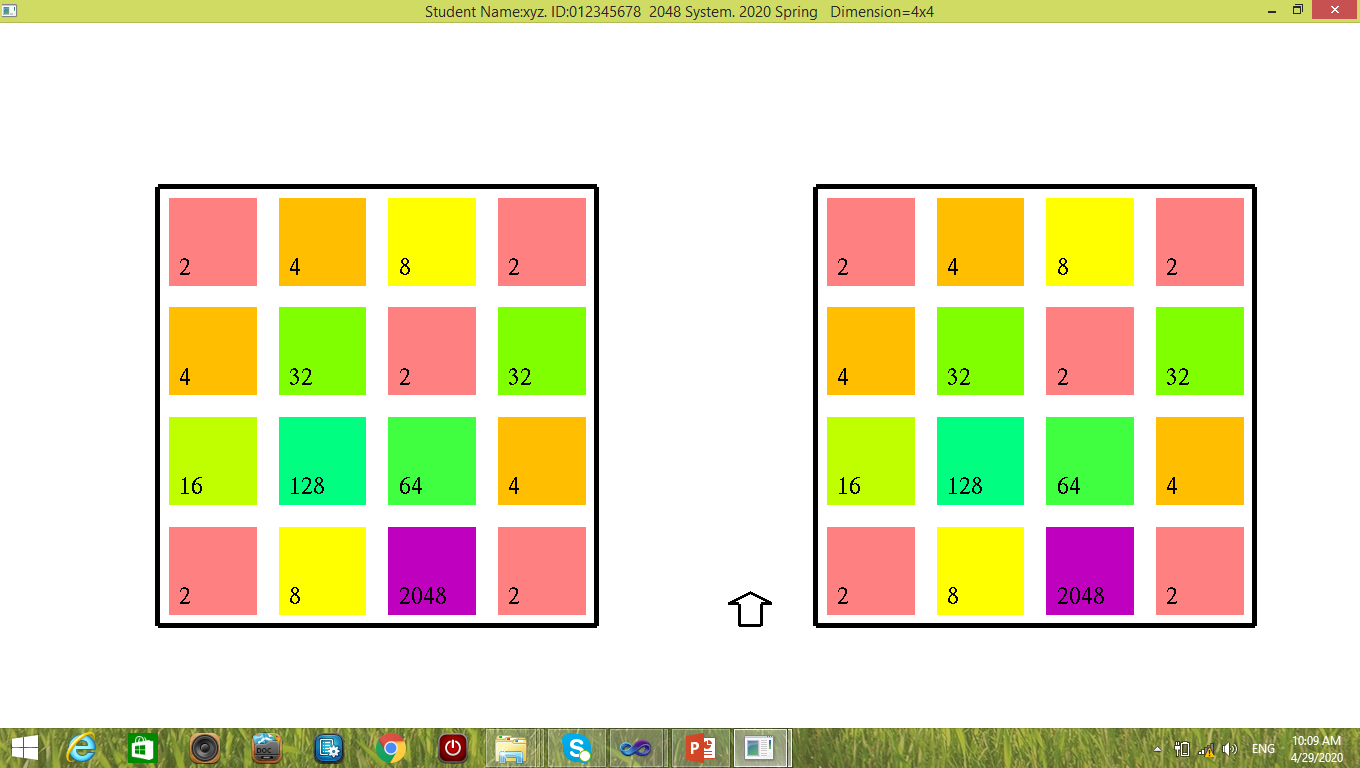 Student Name:xyz. ID:012345678  2048 System. 2020 Spring   Dimension=4x4
2 4 8 2 2 4 8 2
4 32 2 32 4 32 2 32
16 128 64 4 16 128 64 4
2 8 2048 2 2 8 2048 2
DOC
ENG
10:09 AM
4/29/2020